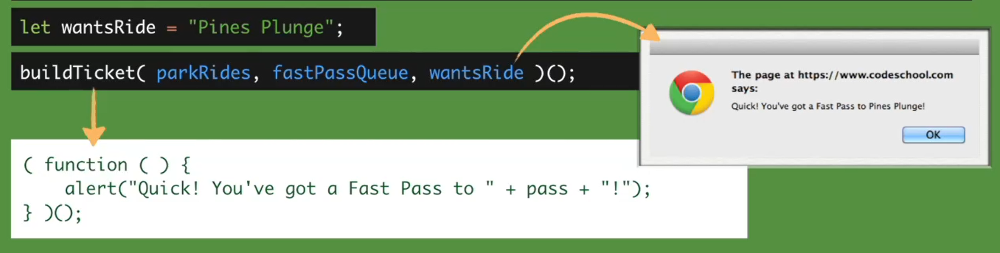 let wantsRide = "Pines Plunge";
buildTicket( parkRides, fastPassQueue, wantsRide )();
The page at https://www.codeschool.com
says:
Quick! You've got a Fast Pass to Pines Plunge!
OK
( function ( ) {
    alert("Quick! You've got a Fast Pass to " + pass + "!");
} )();